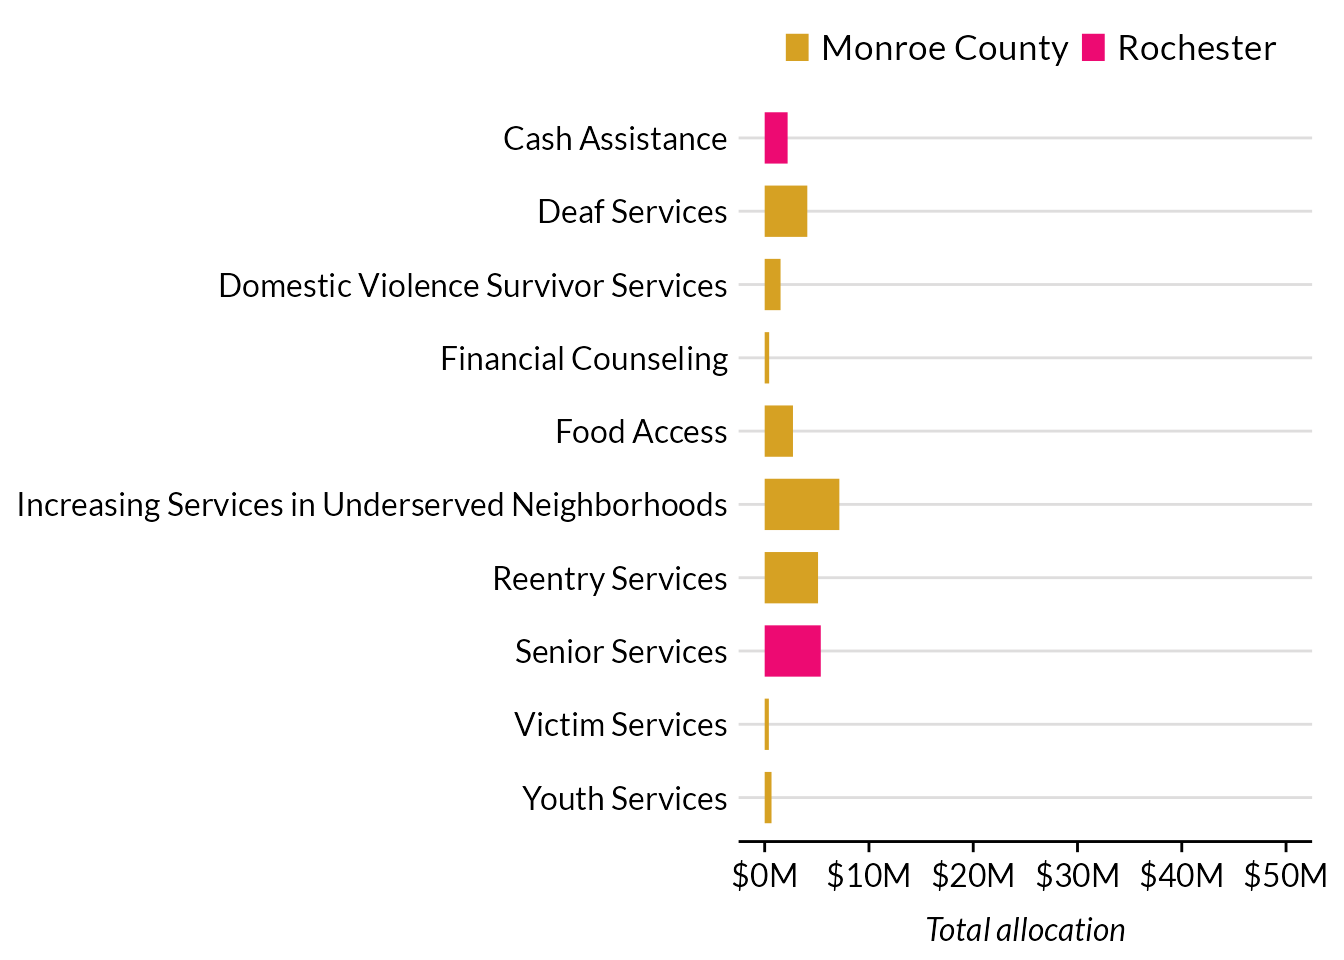 Monroe County Rochester
Cash Assistance
Deaf Services
Domestic Violence Survivor Services
Financial Counseling
Food Access
Increasing Services in Underserved Neighborhoods
Reentry Services
Senior Services
Victim Services
Youth Services
$0M $10M $20M $30M $40M $50M
Total allocation